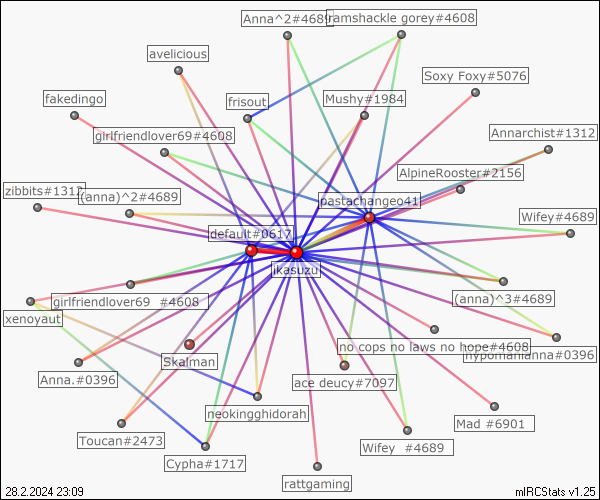 Anna^2#4689
ramshackle gorey#4608
avelicious
Soxy Foxy#5076
fakedingo
frisout
Mushy#1984
girlfriendlover69#4608
Annarchist#1312
AlpineRooster#2156
zibbits#1312
(anna)^2#4689
pastachangeo41
Wifey#4689
default#0617
ikasuzu
girlfriendlover69 #4608
(anna)^3#4689
xenoyaut
no cops no laws no hope#4608
hypomanianna#0396
Skalman
Anna.#0396
ace deucy#7097
neokingghidorah
Mad #6901
Toucan#2473
Wifey #4689
Cypha#1717
rattgaming
28.2.2024 23:09
mIRCStats v1.25